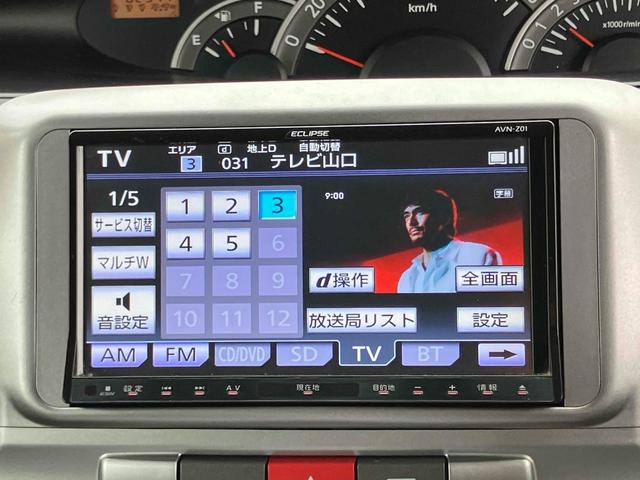 E
F
0
20
km/h
0
x1000r/min
ECLIPSE
AVN-Z01
TV
エリア 3
d 地上D 自動切替
031 テレビ山口
1/5
サービス切替
マルチW
音設定
1 2 3
4 5 6
7 8 9
10 11 12
9:00
字幕
d操作
全画面
放送局リスト
設定
AM FM CD/DVD SD TV BT
設定 AV 現在地 目的地 − + 情報